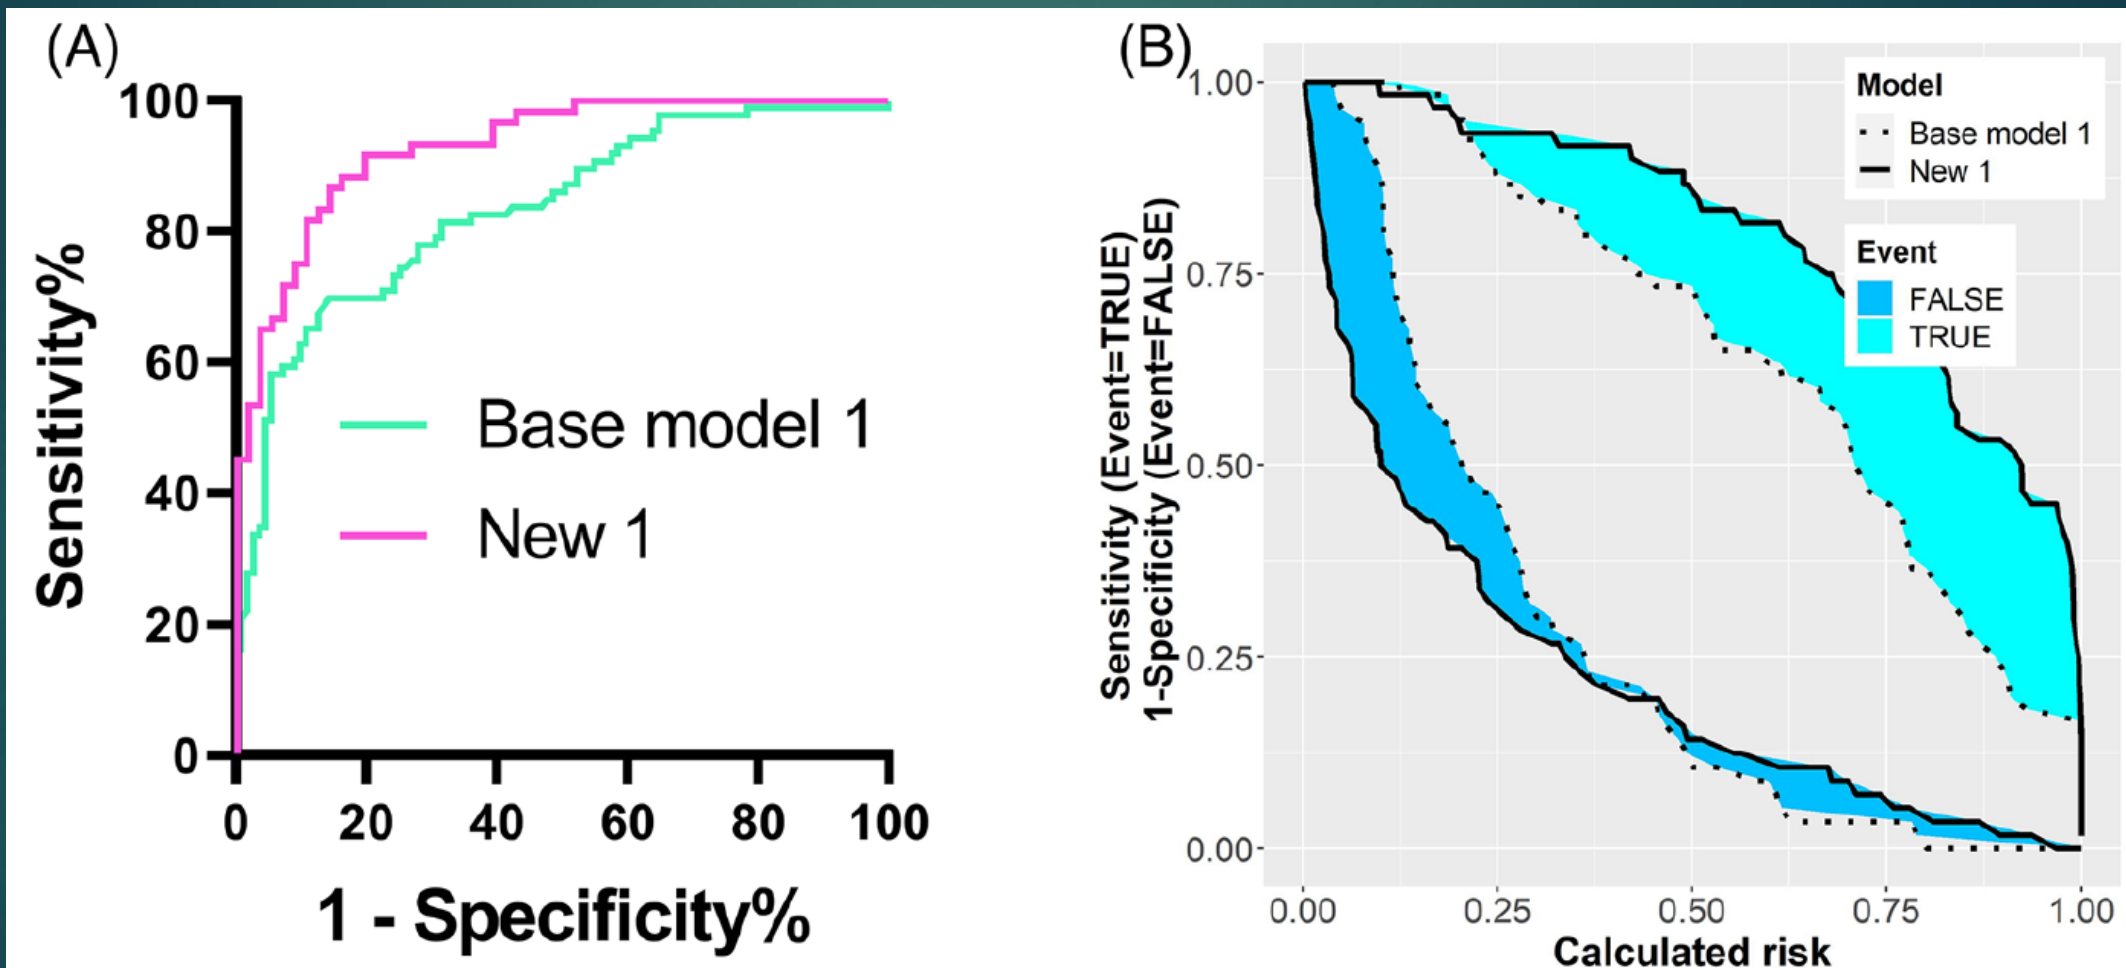 (A)
100
80
60
40
20
0
Sensitivity%
Base model 1
New 1
0 20 40 60 80 100
1 - Specificity%
(B)
1.00
0.75
0.50
0.25
0.00
Sensitivity (Event=TRUE)
1-Specificity (Event=FALSE)
Model
Base model 1
New 1
Event
FALSE
TRUE
0.00 0.25 0.50 0.75 1.00
Calculated risk